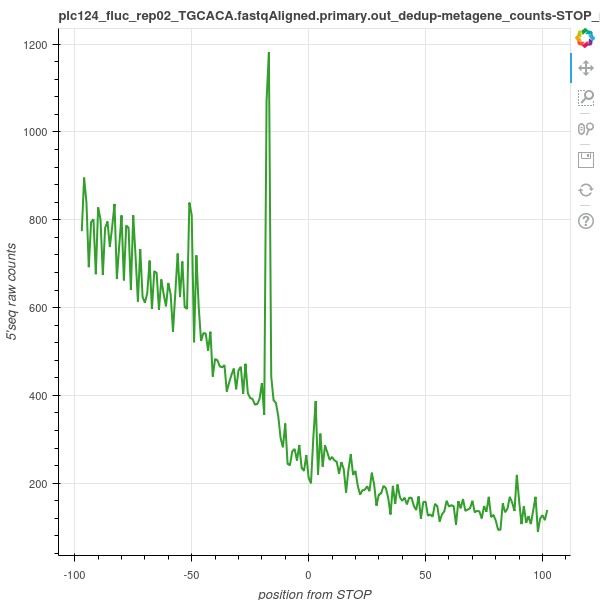 plc124_fluc_rep02_TGCACA.fastqAligned.primary.out_dedup-metagene_counts-STOP_
1200
1000
800
600
400
200
5'seq raw counts
-100 -50 0 50 100
position from STOP